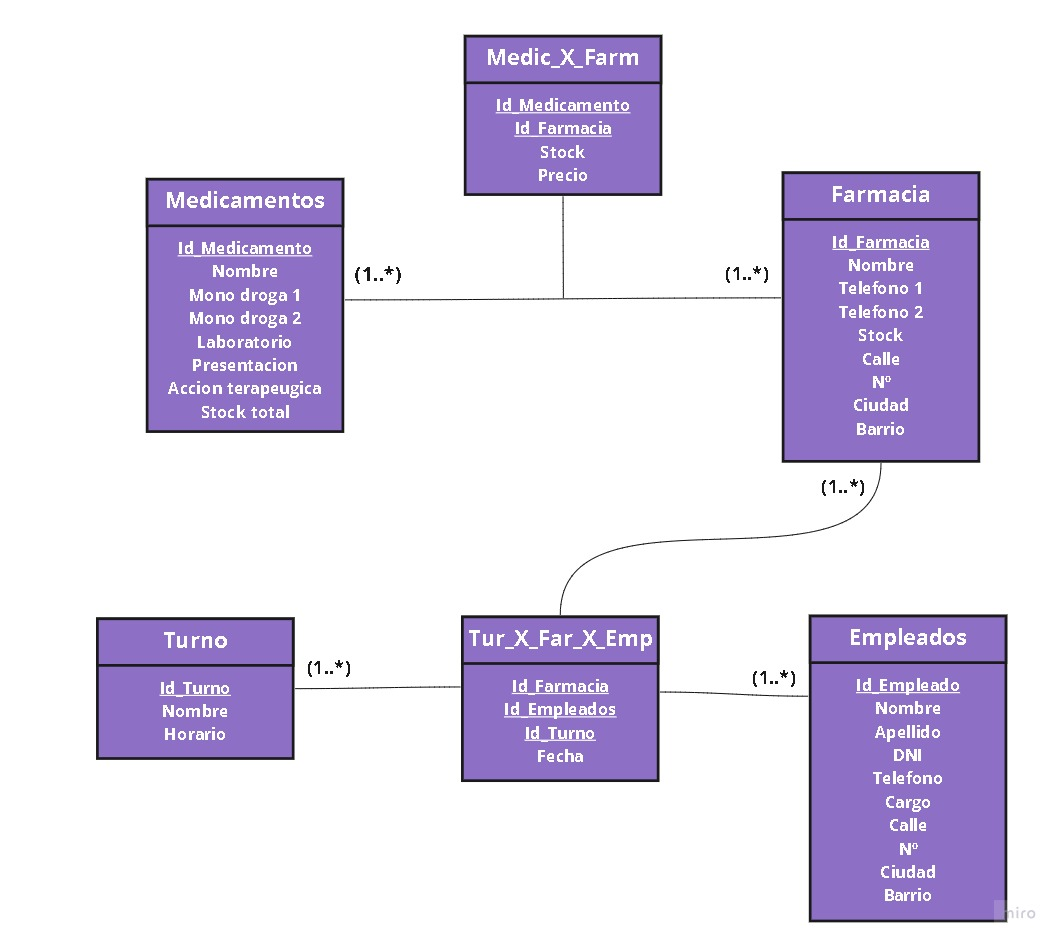 Medic_X_Farm
Id_Medicamento
Id_Farmacia
Stock
Precio
Medicamentos
Id_Medicamento
Nombre
Mono droga 1
Mono droga 2
Laboratorio
Presentacion
Accion terapeugica
Stock total
(1..*)
(1..*)
Farmacia
Id_Farmacia
Nombre
Telefono 1
Telefono 2
Stock
Calle
Nº
Ciudad
Barrio
(1..*)
Turno
Id_Turno
Nombre
Horario
(1..*)
Tur_X_Far_X_Emp
Id_Farmacia
Id_Empleados
Id_Turno
Fecha
(1..*)
Empleados
Id_Empleado
Nombre
Apellido
DNI
Telefono
Cargo
Calle
Nº
Ciudad
Barrio
miro